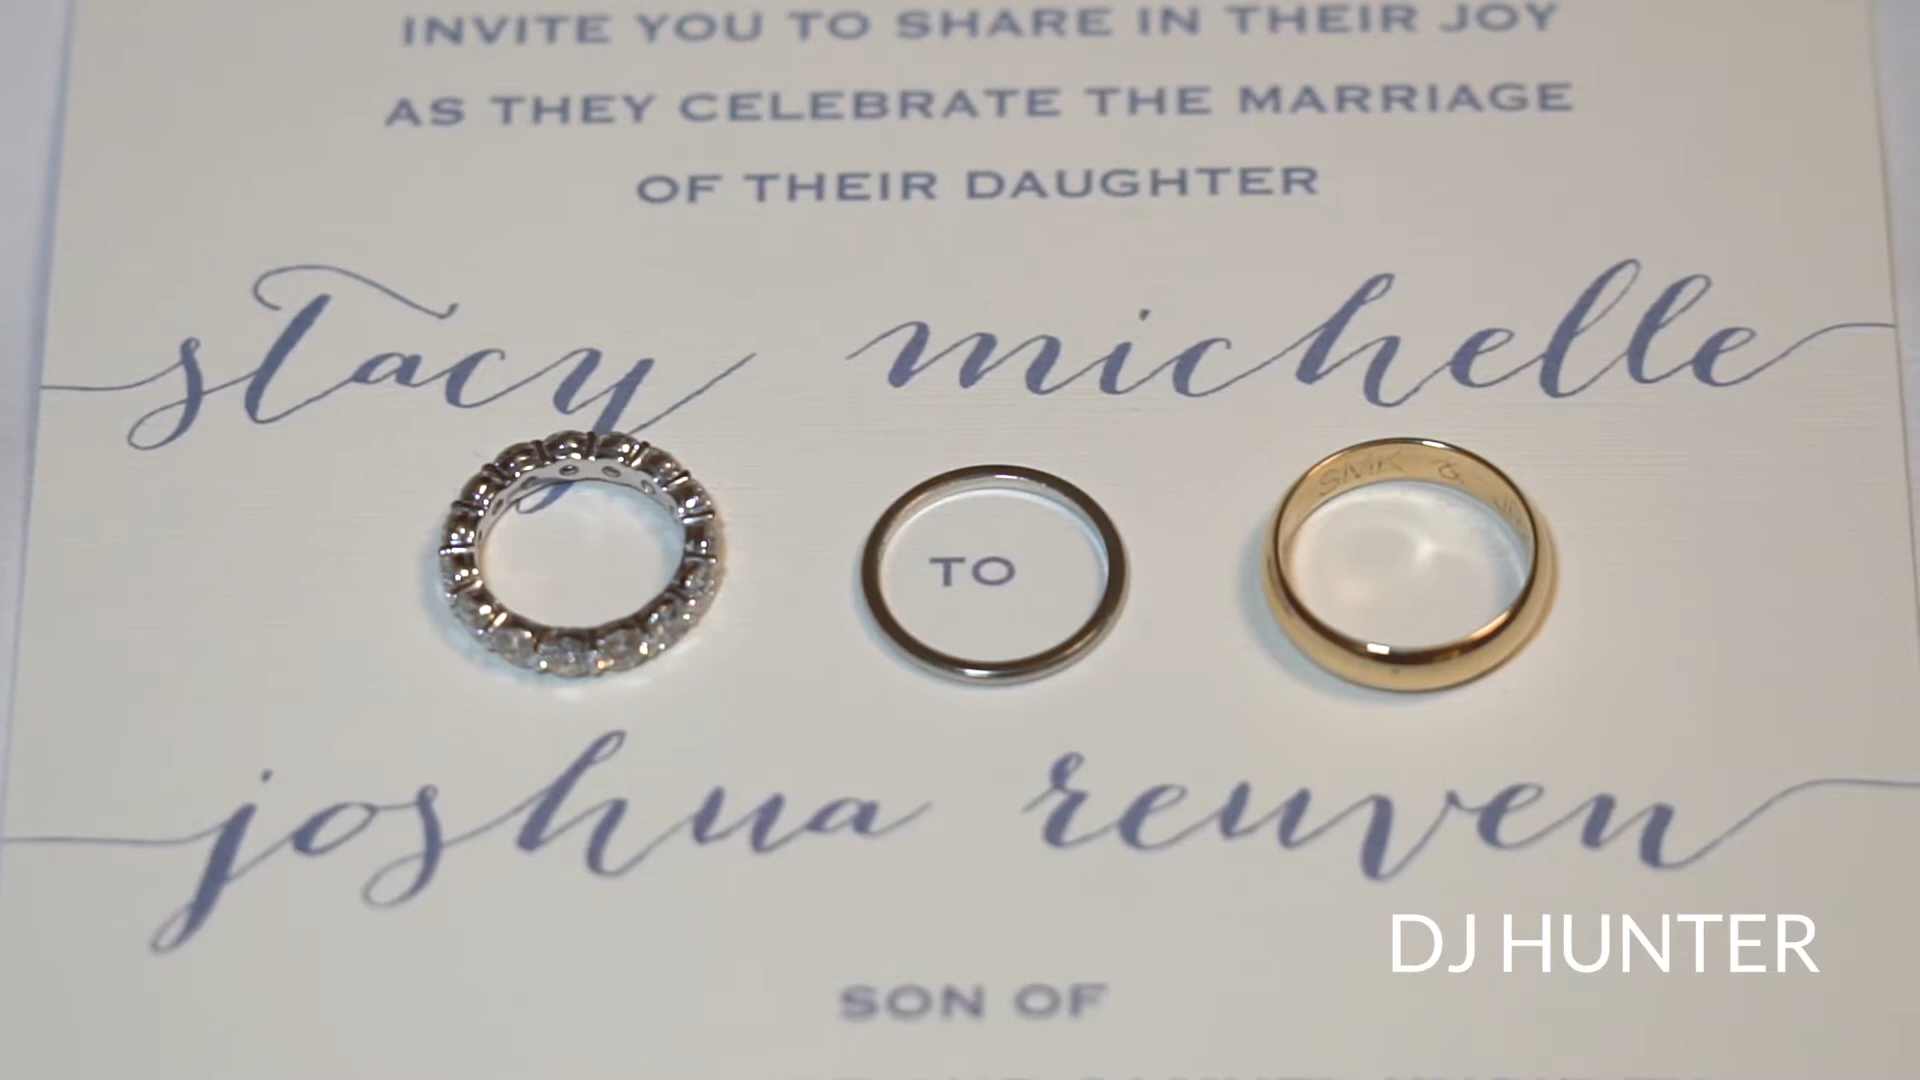 INVITE YOU TO SHARE IN THEIR JOY
AS THEY CELEBRATE THE MARRIAGE
OF THEIR DAUGHTER
stacy michelle
SMK &
TO
joshua reuven
DJ HUNTER
SON OF